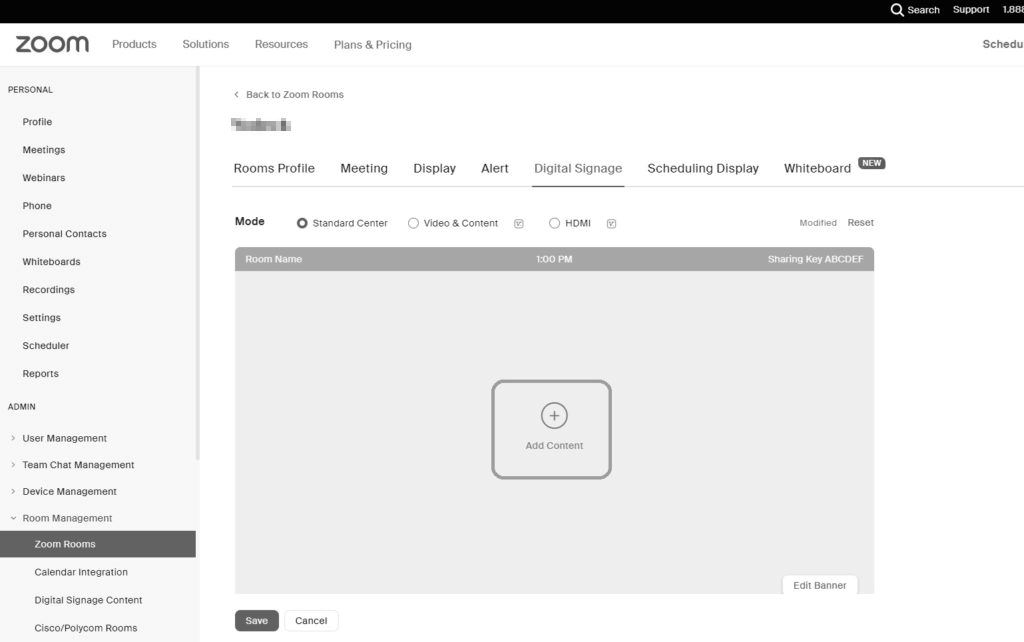 Search Support
zoom Products Solutions Resources Plans & Pricing
PERSONAL
Profile
Meetings
Webinars
Phone
Personal Contacts
Whiteboards
Recordings
Settings
Scheduler
Reports
ADMIN
User Management
Team Chat Management
Device Management
Room Management
Zoom Rooms
Calendar Integration
Digital Signage Content
Cisco/Polycom Rooms
Back to Zoom Rooms
Rooms Profile Meeting Display Alert Digital Signage Scheduling Display Whiteboard NEW
Mode Standard Center Video & Content HDMI Modified Reset
Room Name 1:00 PM Sharing Key ABCDEF
Add Content
Edit Banner
Save Cancel